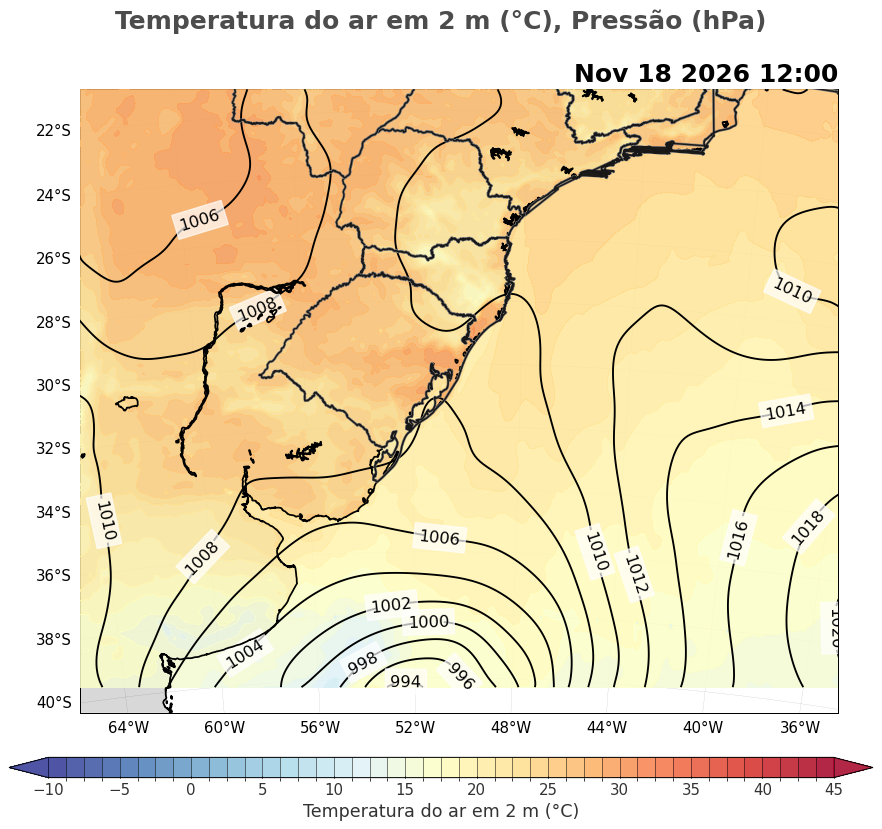 Temperatura do ar em 2 m (°C), Pressão (hPa)
Nov 18 2026 12:00
22°S
24°S
26°S
28°S
30°S
32°S
34°S
36°S
38°S
40°S
1006
1008
1010
1014
1010
1008
1006
1010
1012
1016
1018
1020
1002
1000
1004
998
994
996
64°W
60°W
56°W
52°W
48°W
44°W
40°W
36°W
−10
−5
0
5
10
15
20
25
30
35
40
45
Temperatura do ar em 2 m (°C)